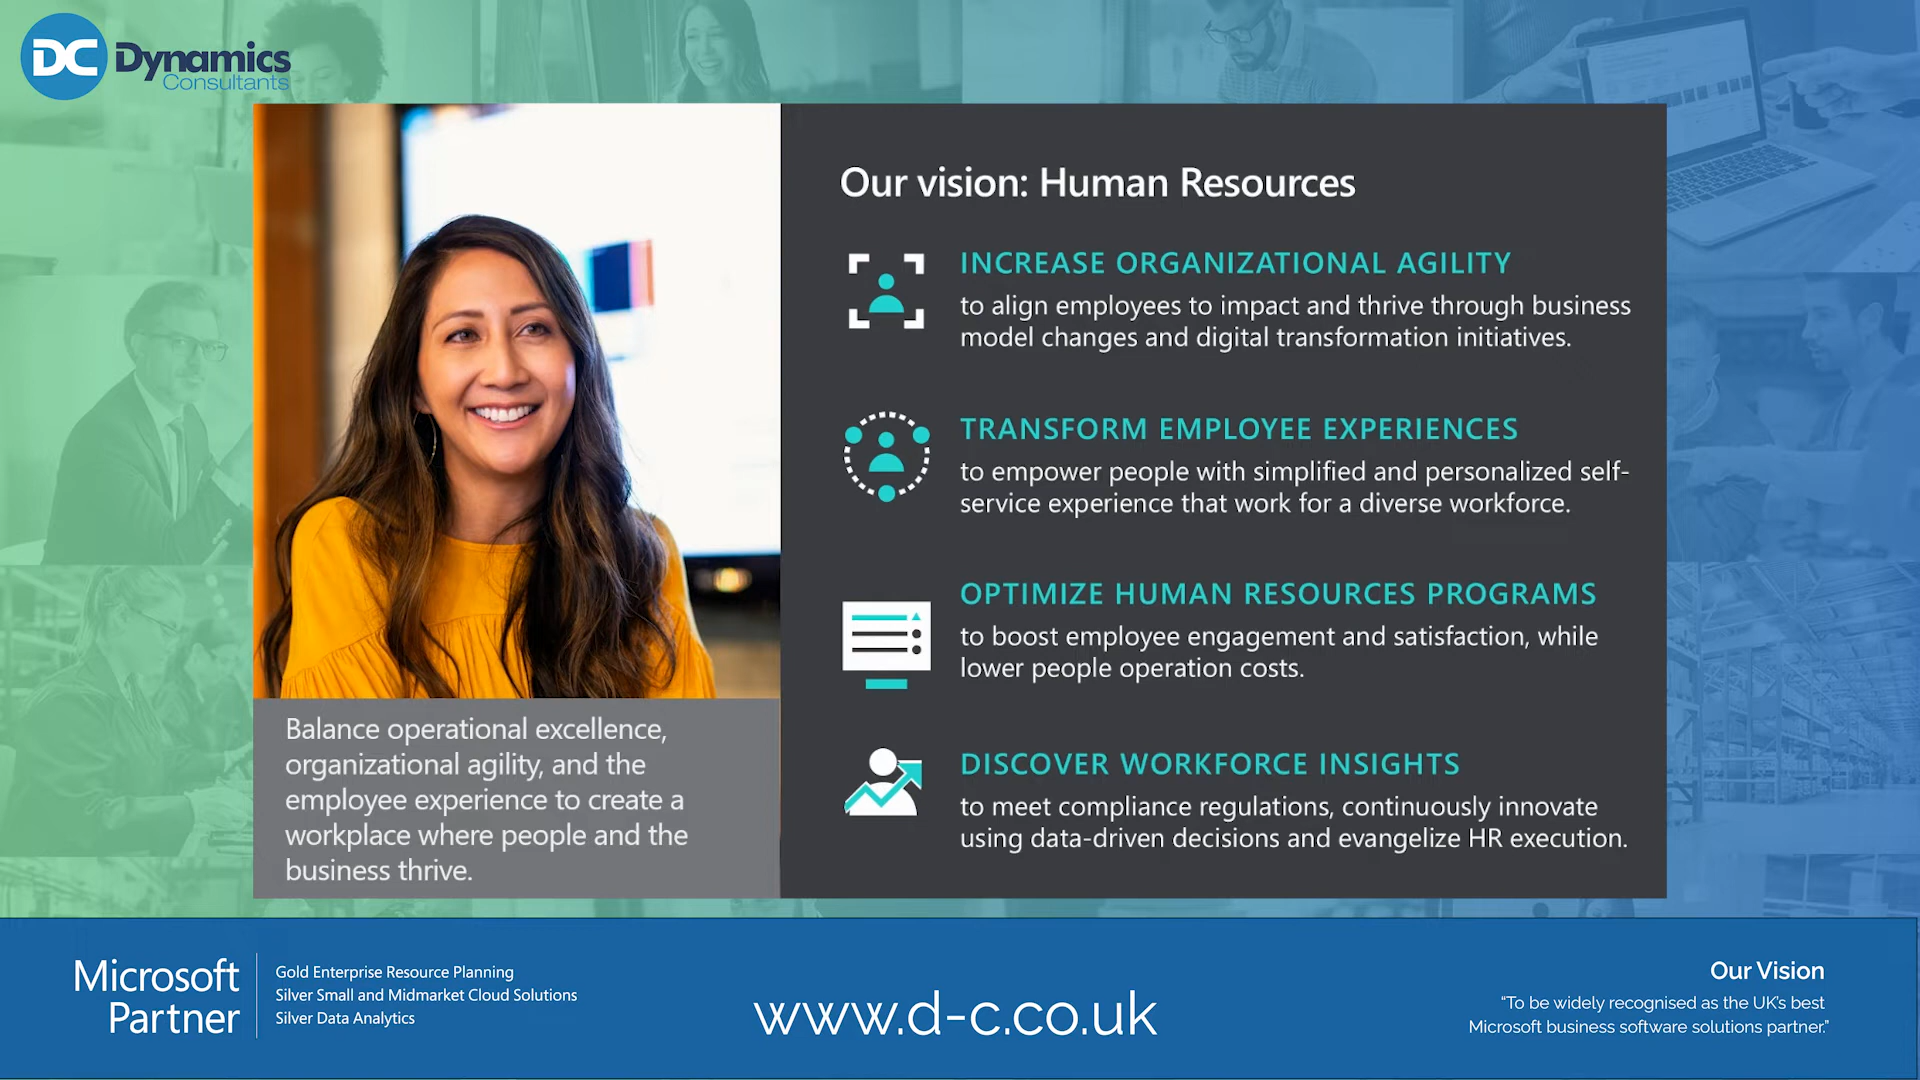 DC Dynamics
Consultants
Our vision: Human Resources
INCREASE ORGANIZATIONAL AGILITY
to align employees to impact and thrive through business
model changes and digital transformation initiatives.
TRANSFORM EMPLOYEE EXPERIENCES
to empower people with simplified and personalized self-
service experience that work for a diverse workforce.
OPTIMIZE HUMAN RESOURCES PROGRAMS
to boost employee engagement and satisfaction, while
lower people operation costs.
DISCOVER WORKFORCE INSIGHTS
to meet compliance regulations, continuously innovate
using data-driven decisions and evangelize HR execution.
Balance operational excellence,
organizational agility, and the
employee experience to create a
workplace where people and the
business thrive.
Microsoft
Partner
Gold Enterprise Resource Planning
Silver Small and Midmarket Cloud Solutions
Silver Data Analytics
www.d-c.co.uk
Our Vision
“To be widely recognised as the UK's best
Microsoft business software solutions partner.”